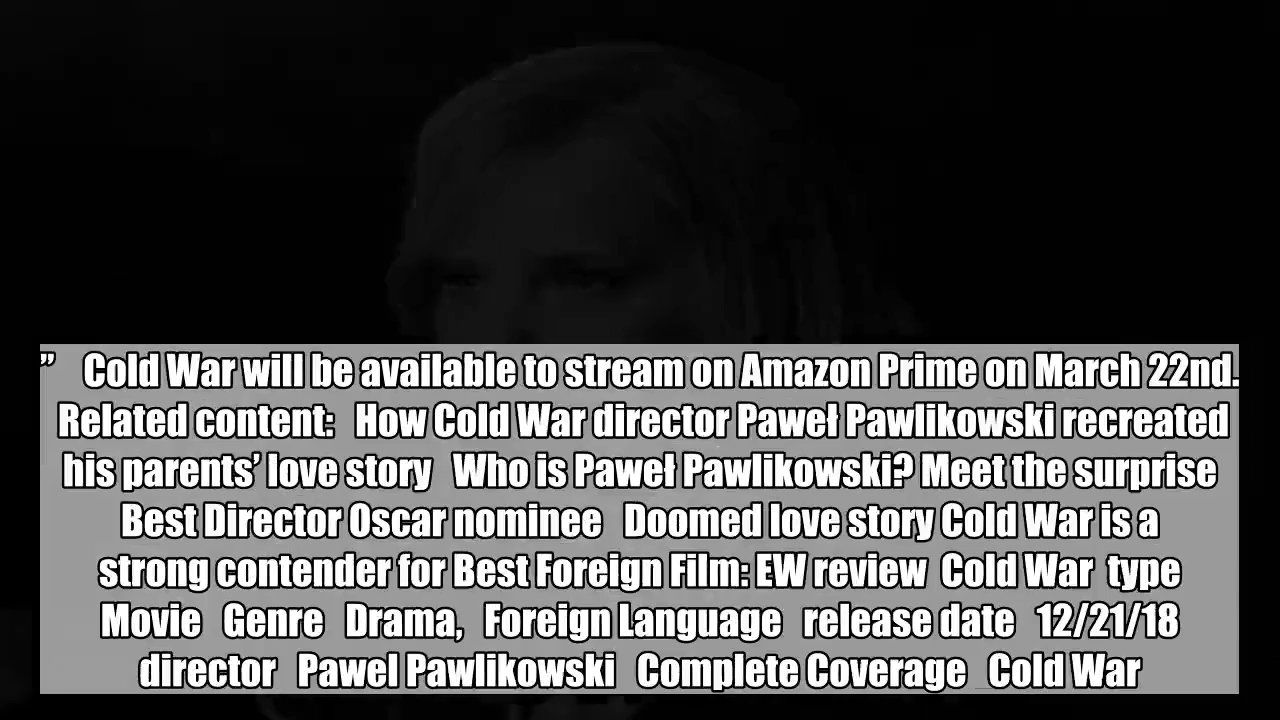 ” Cold War will be available to stream on Amazon Prime on March 22nd.
Related content: How Cold War director Paweł Pawlikowski recreated
his parents’ love story Who is Paweł Pawlikowski? Meet the surprise
Best Director Oscar nominee Doomed love story Cold War is a
strong contender for Best Foreign Film: EW review Cold War type
Movie Genre Drama, Foreign Language release date 12/21/18
director Pawel Pawlikowski Complete Coverage Cold War